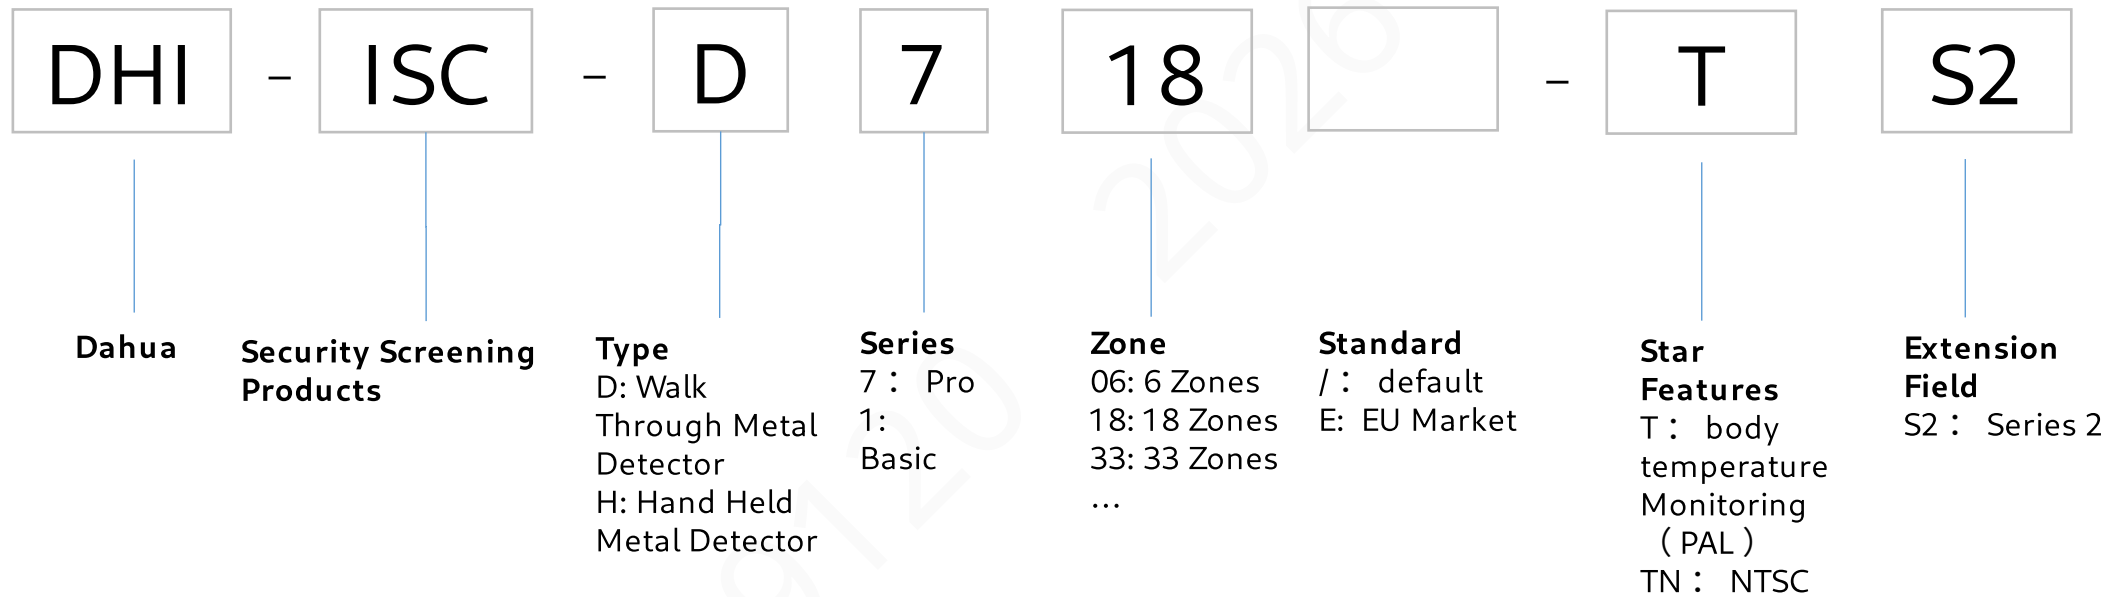 DHI - ISC - D 7 18 - T S2
Dahua
Security Screening
Products
Type
D: Walk
Through Metal
Detector
H: Hand Held
Metal Detector
Series
7： Pro
1:
Basic
Zone
06: 6 Zones
18: 18 Zones
33: 33 Zones
...
Standard
/： default
E: EU Market
Star
Features
T： body
temperature
Monitoring
（PAL）
TN： NTSC
Extension
Field
S2： Series 2
2026
9120